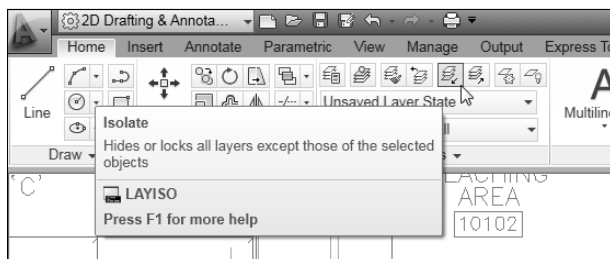 2D Drafting & Annota...
Home Insert Annotate Parametric View Manage Output Express To
Line
Unsaved Layer State
Multilin
Draw
Isolate
Hides or locks all layers except those of the selected
objects
LAYISO
Press F1 for more help
'C'
EACHING
AREA
10102